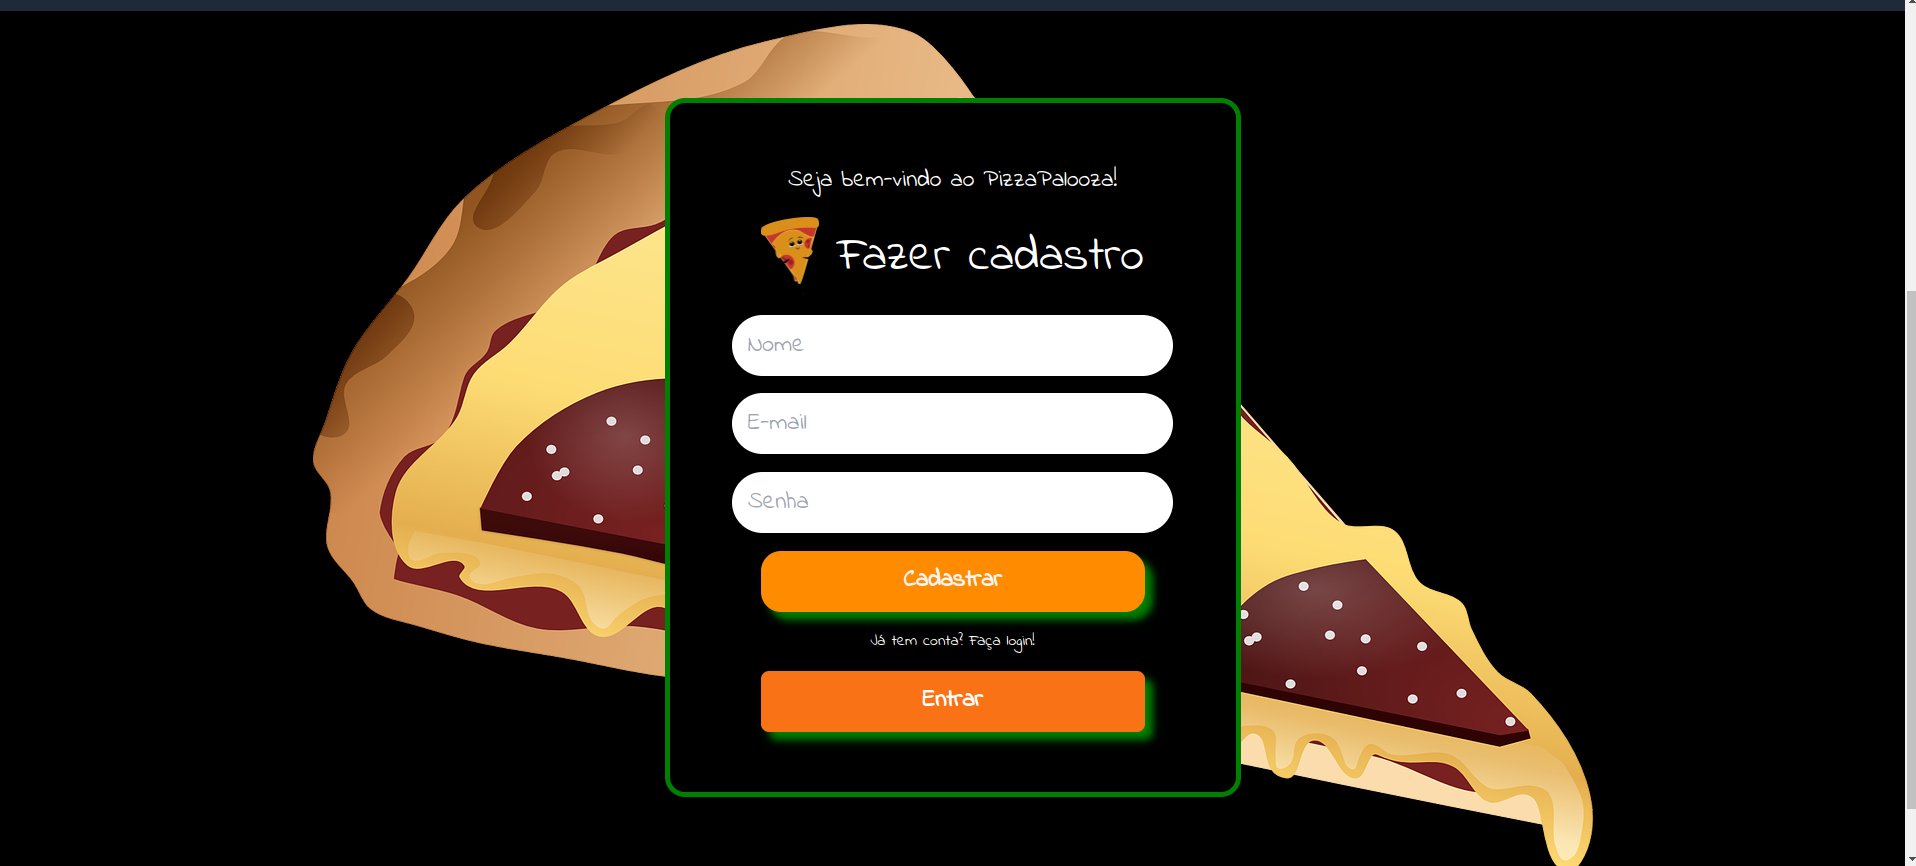 Seja bem-vindo ao PizzaPalooza!
Fazer cadastro
Nome
E-mail
Senha
Cadastrar
Já tem conta? Faça login!
Entrar